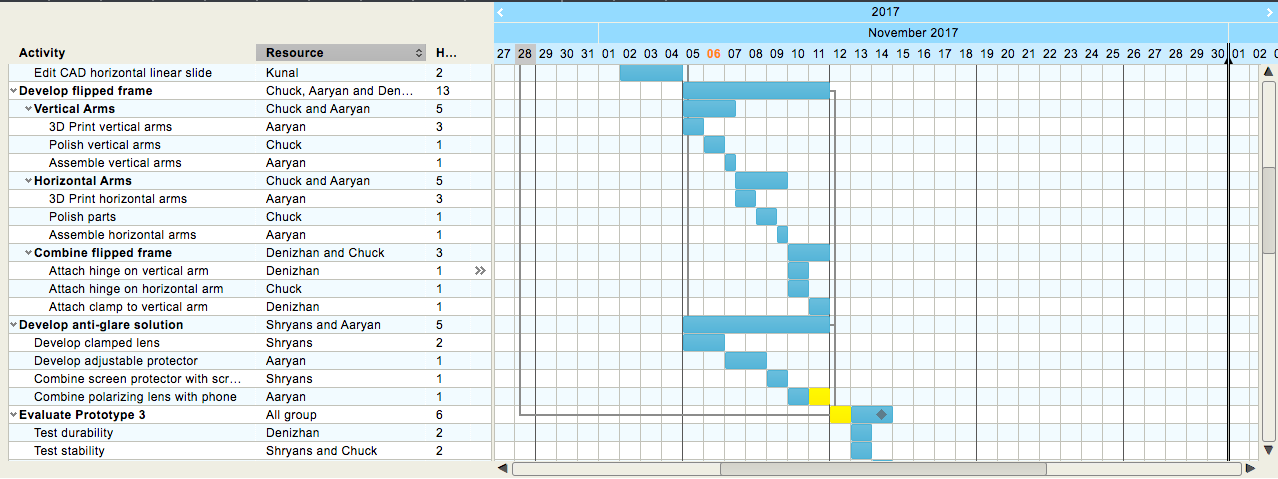 2017
November 2017
Activity Resource H...
27 28 29 30 31 01 02 03 04 05 06 07 08 09 10 11 12 13 14 15 16 17 18 19 20 21 22 23 24 25 26 27 28 29 30 01 02
Edit CAD horizontal linear slide Kunal 2
Develop flipped frame Chuck, Aaryan and Den... 13
Vertical Arms Chuck and Aaryan 5
3D Print vertical arms Aaryan 3
Polish vertical arms Chuck 1
Assemble vertical arms Aaryan 1
Horizontal Arms Chuck and Aaryan 5
3D Print horizontal arms Aaryan 3
Polish parts Chuck 1
Assemble horizontal arms Aaryan 1
Combine flipped frame Denizhan and Chuck 3
Attach hinge on vertical arm Denizhan 1
Attach hinge on horizontal arm Chuck 1
Attach clamp to vertical arm Denizhan 1
Develop anti-glare solution Shryans and Aaryan 5
Develop clamped lens Shryans 2
Develop adjustable protector Aaryan 1
Combine screen protector with scr... Shryans 1
Combine polarizing lens with phone Aaryan 1
Evaluate Prototype 3 All group 6
Test durability Denizhan 2
Test stability Shryans and Chuck 2